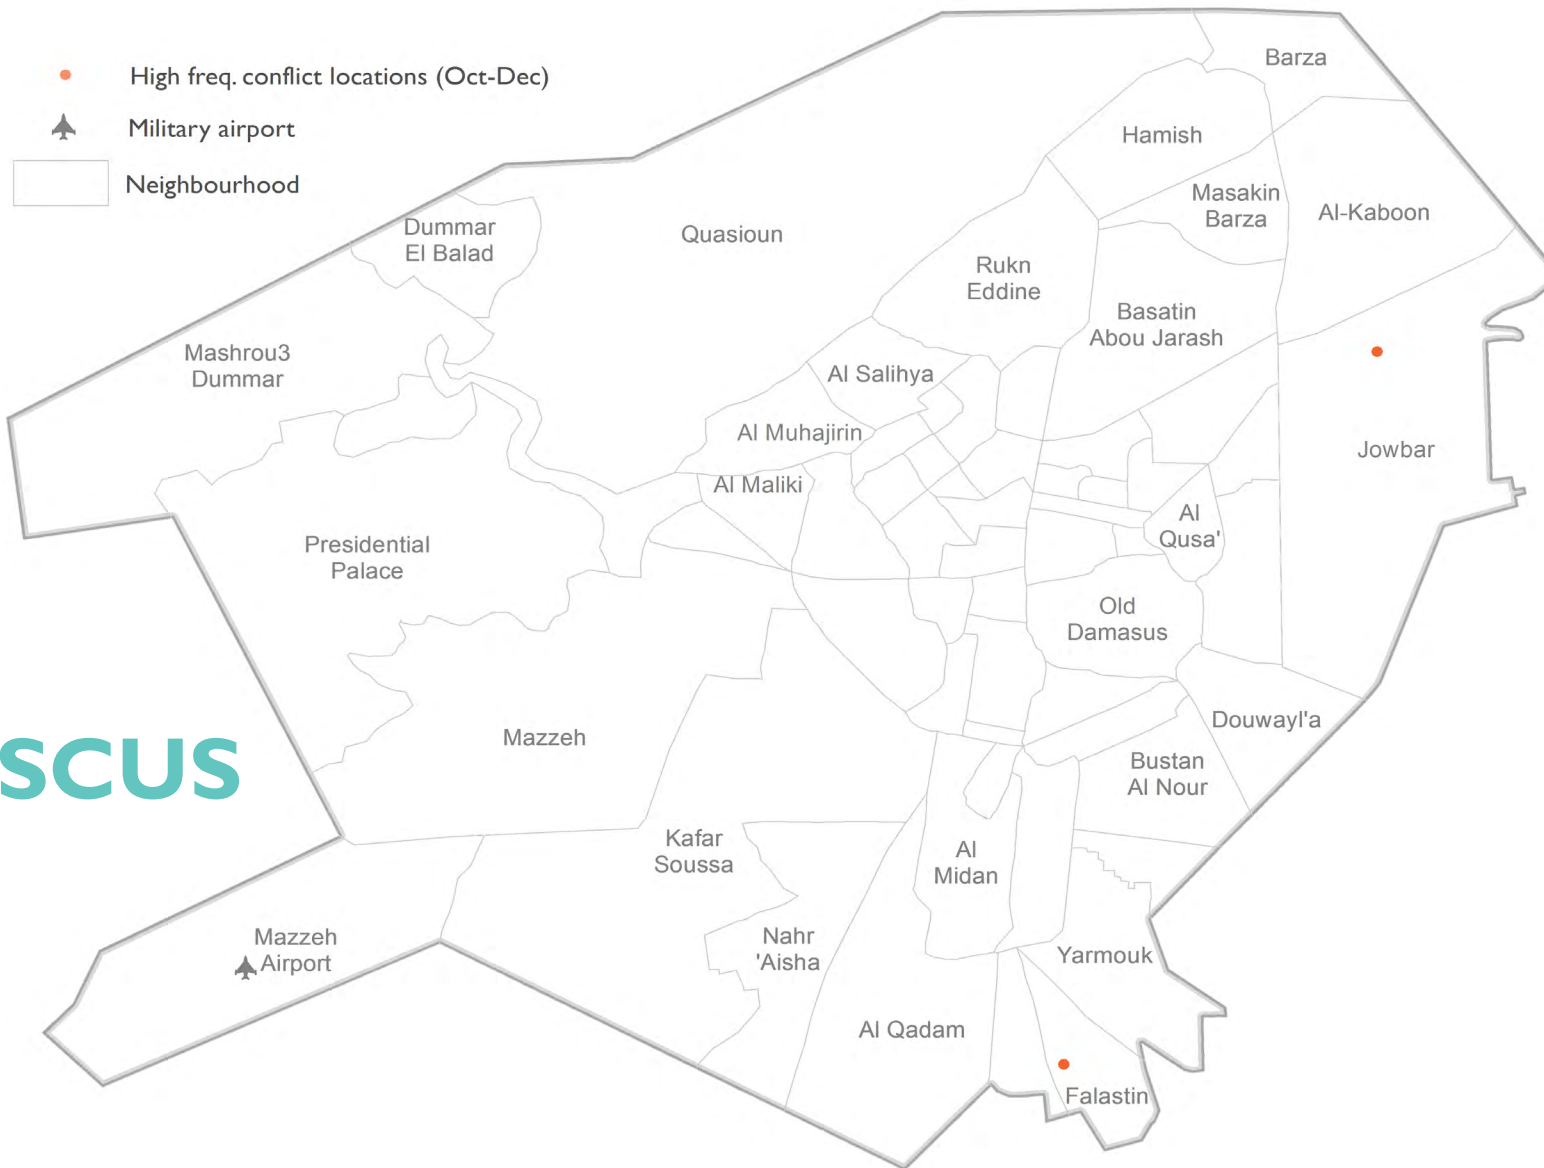 High freq. conflict locations (Oct-Dec)
Military airport
Neighbourhood
Barza
Hamish
Masakin
Barza
Al-Kaboon
Dummar
El Balad
Quasioun
Rukn
Eddine
Basatin
Abou Jarash
Mashrou3
Dummar
Al Salihya
Al Muhajirin
Jowbar
Al Maliki
Al
Qusa'
Presidential
Palace
Old
Damasus
Mazzeh
Douwayl'a
SCUS
Bustan
Al Nour
Kafar
Soussa
Al
Midan
Mazzeh
Airport
Nahr
'Aisha
Yarmouk
Al Qadam
Falastin